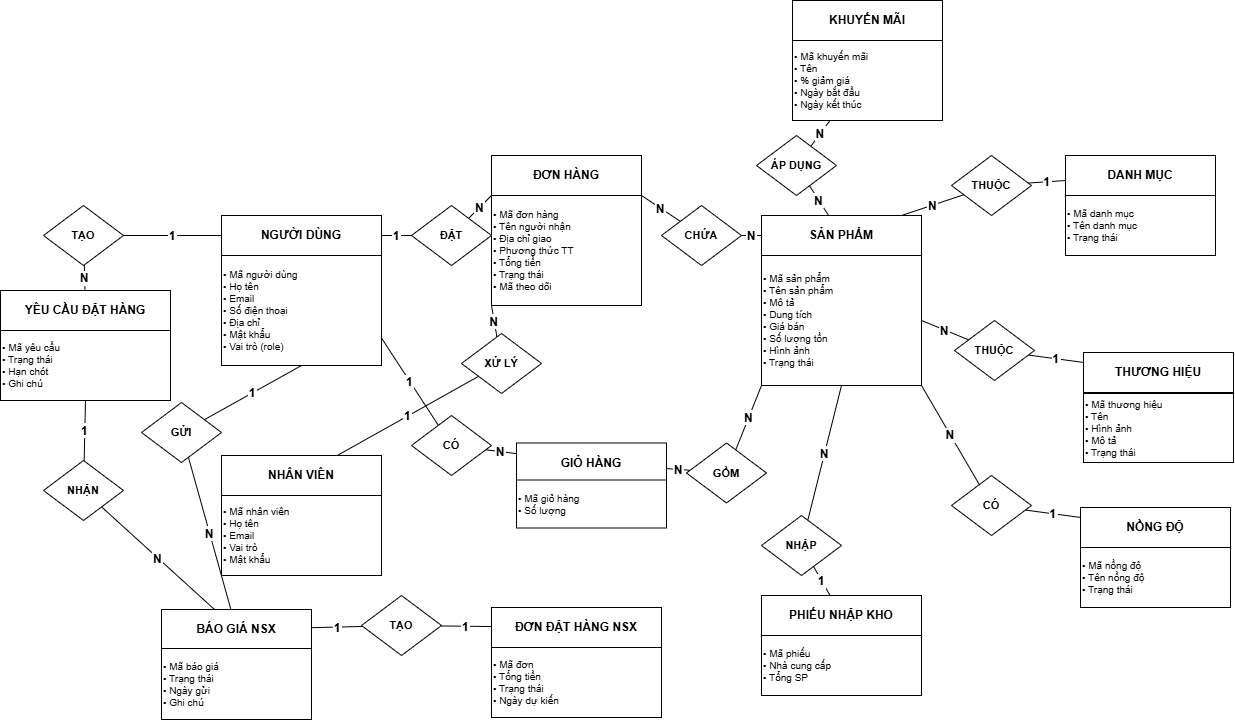 KHUYẾN MÃI
• Mã khuyến mãi
• Tên
• % giảm giá
• Ngày bắt đầu
• Ngày kết thúc
N
ÁP DỤNG
N
ĐƠN HÀNG
• Mã đơn hàng
• Tên người nhận
• Địa chỉ giao
• Phương thức TT
• Tổng tiền
• Trạng thái
• Mã theo dõi
N
CHỨA
N
THUỘC
N
1
DANH MỤC
• Mã danh mục
• Tên danh mục
• Trạng thái
TẠO
1
N
NGƯỜI DÙNG
• Mã người dùng
• Họ tên
• Email
• Số điện thoại
• Địa chỉ
• Mật khẩu
• Vai trò (role)
1
ĐẶT
N
SẢN PHẨM
• Mã sản phẩm
• Tên sản phẩm
• Mô tả
• Dung tích
• Giá bán
• Số lượng tồn
• Hình ảnh
• Trạng thái
YÊU CẦU ĐẶT HÀNG
• Mã yêu cầu
• Trạng thái
• Hạn chót
• Ghi chú
N
XỬ LÝ
1
N
THUỘC
1
THƯƠNG HIỆU
• Mã thương hiệu
• Tên
• Hình ảnh
• Mô tả
• Trạng thái
1
GỬI
N
1
CÓ
N
GIỎ HÀNG
• Mã giỏ hàng
• Số lượng
N
GỒM
N
1
NHẬN
N
NHÂN VIÊN
• Mã nhân viên
• Họ tên
• Email
• Vai trò
• Mật khẩu
N
NHẬP
1
N
CÓ
1
NỒNG ĐỘ
• Mã nồng độ
• Tên nồng độ
• Trạng thái
BÁO GIÁ NSX
• Mã báo giá
• Trạng thái
• Ngày gửi
• Ghi chú
1
TẠO
1
ĐƠN ĐẶT HÀNG NSX
• Mã đơn
• Tổng tiền
• Trạng thái
• Ngày dự kiến
PHIẾU NHẬP KHO
• Mã phiếu
• Nhà cung cấp
• Tổng SP